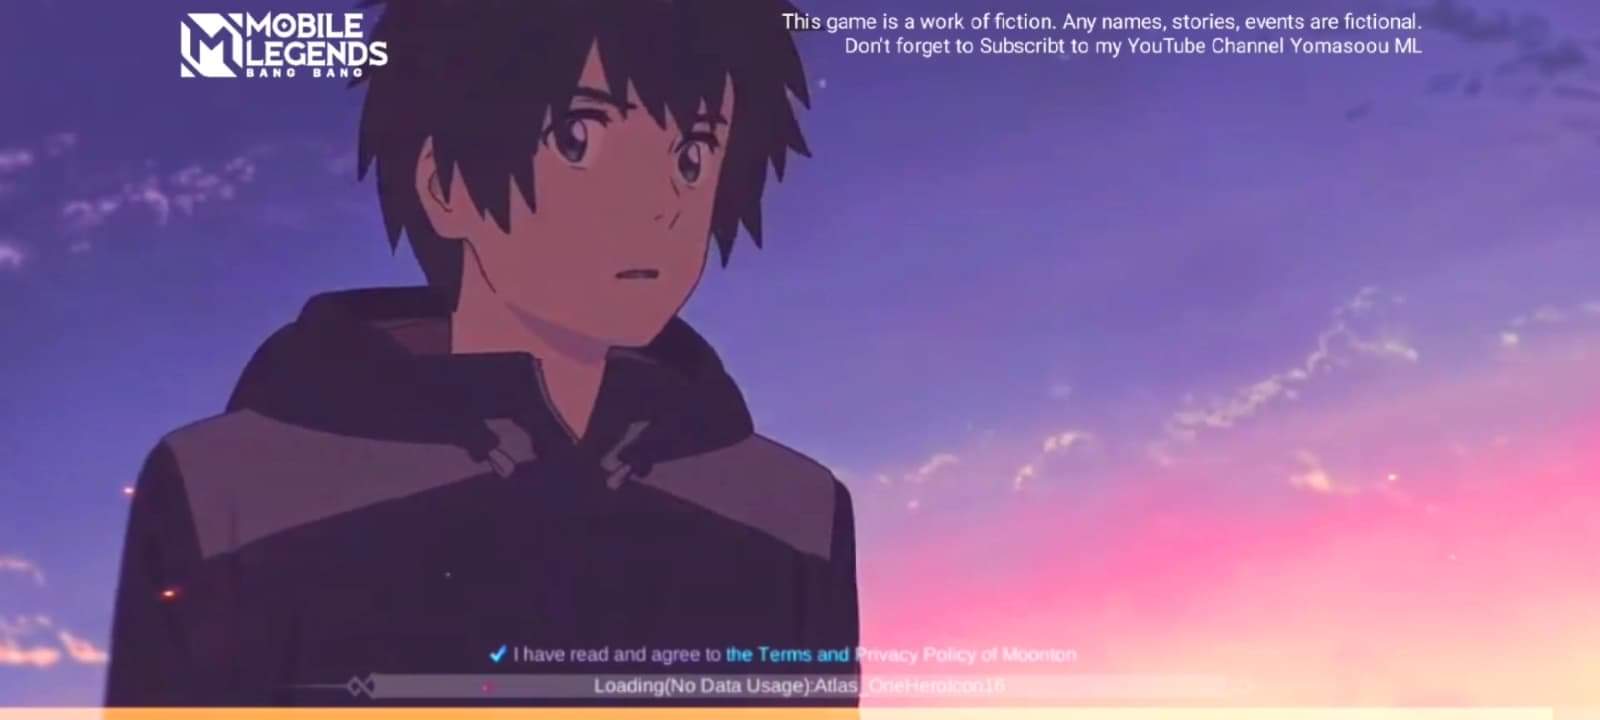 MOBILE
LEGENDS
BANG BANG
This game is a work of fiction. Any names, stories, events are fictional.
Don't forget to Subscribt to my YouTube Channel Yomasoou ML
I have read and agree to the Terms and Privacy Policy of Moonton
Loading(No Data Usage):Atlas_OneHeroIcon16